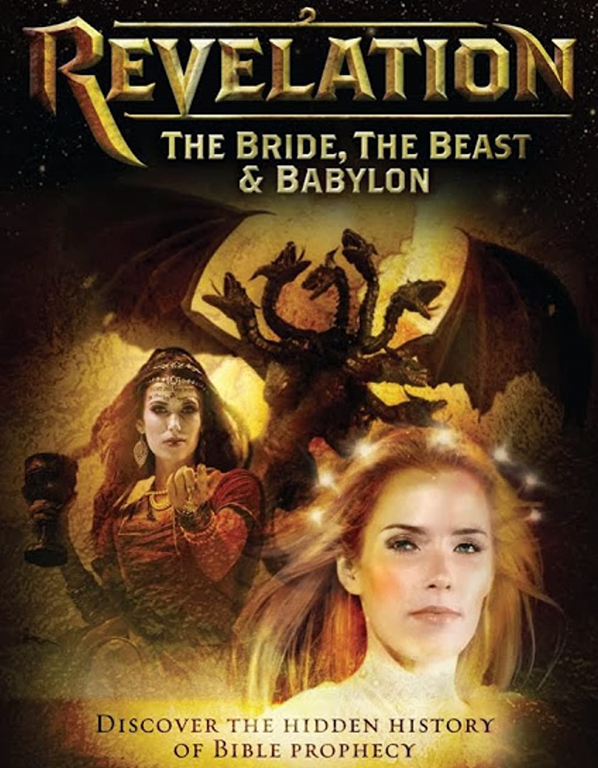 REVELATION
THE BRIDE, THE BEAST
& BABYLON
DISCOVER THE HIDDEN HISTORY
OF BIBLE PROPHECY